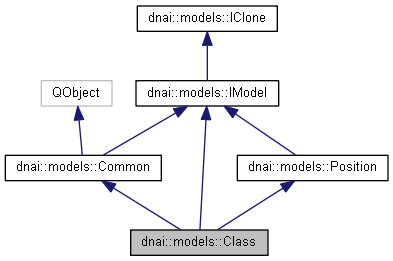 dnai::models::IClone
QObject
dnai::models::IModel
dnai::models::Common
dnai::models::Position
dnai::models::Class